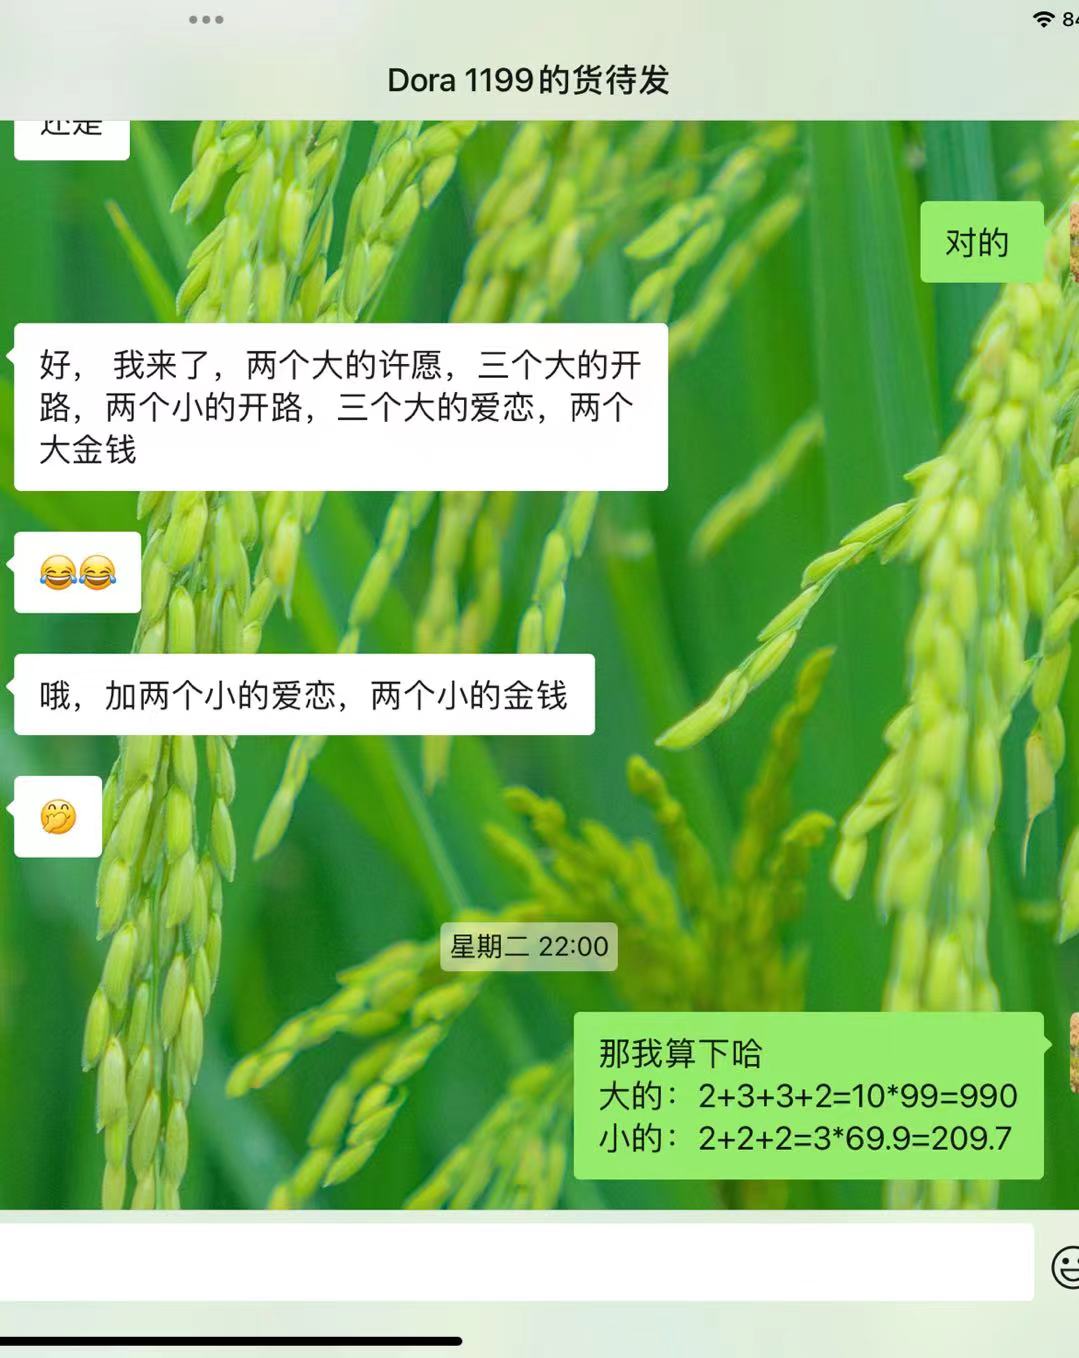 Dora 1199的货待发
还是
对的
好， 我来了，两个大的许愿，三个大的开
路，两个小的开路，三个大的爱恋，两个
大金钱
😂😂
哦，加两个小的爱恋，两个小的金钱
🤭
星期二 22:00
那我算下哈
大的：2+3+3+2=10*99=990
小的：2+2+2=3*69.9=209.7